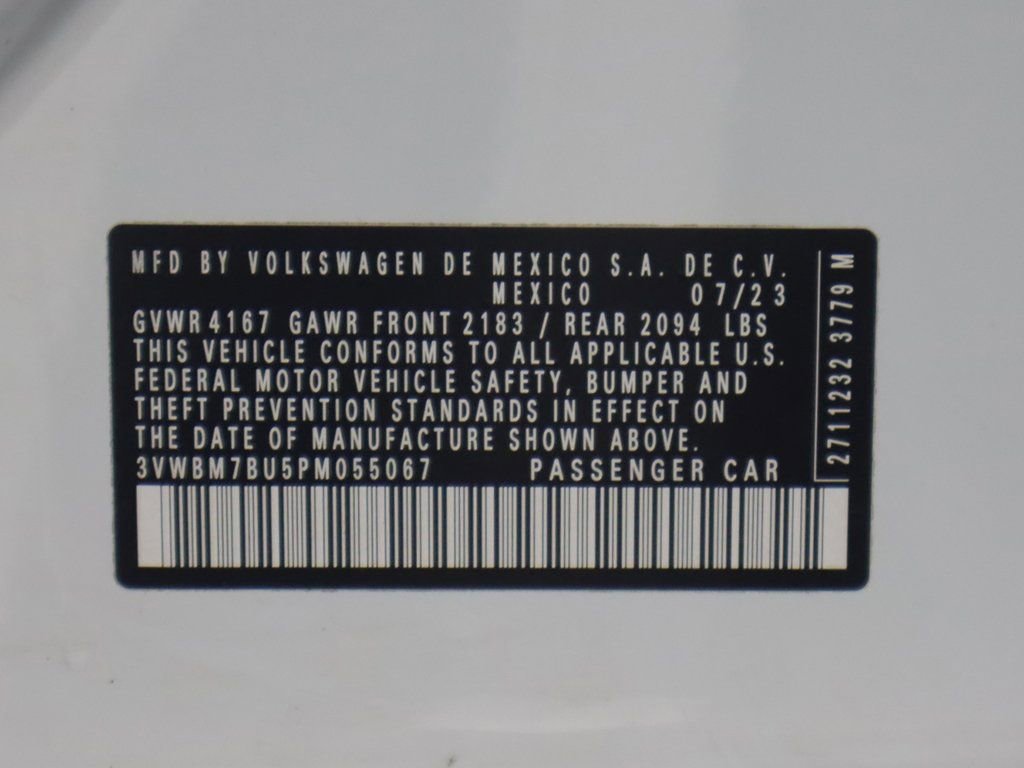 MFD BY VOLKSWAGEN DE MEXICO S.A. DE C.V.
MEXICO 07/23
GVWR 4167 GAWR FRONT 2183 / REAR 2094 LBS
THIS VEHICLE CONFORMS TO ALL APPLICABLE U.S.
FEDERAL MOTOR VEHICLE SAFETY, BUMPER AND
THEFT PREVENTION STANDARDS IN EFFECT ON
THE DATE OF MANUFACTURE SHOWN ABOVE.
3VWBM7BU5PM055067 PASSENGER CAR
2711232 3779 M